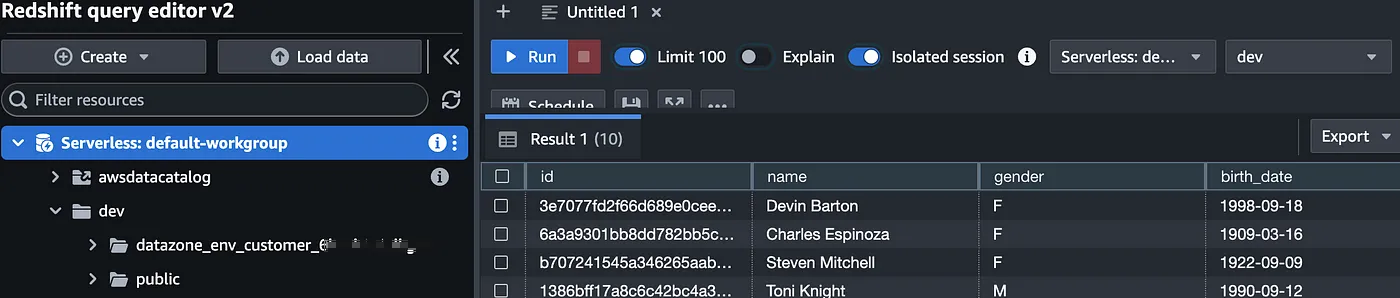 Redshift query editor v2
Create
Load data
Filter resources
Serverless: default-workgroup
awsdatacatalog
dev
datazone_env_customer_
public
Untitled 1
Run
Limit 100
Explain
Isolated session
Serverless: de...
dev
Schedule
Result 1 (10)
Export
id name gender birth_date
3e7077fd2f66d689e0cee... Devin Barton F 1998-09-18
6a3a9301bb8dd782bb5c... Charles Espinoza F 1909-03-16
b707241545a346265aab... Steven Mitchell F 1922-09-09
1386bff17a8c6c42bc4a3... Toni Knight M 1990-09-12